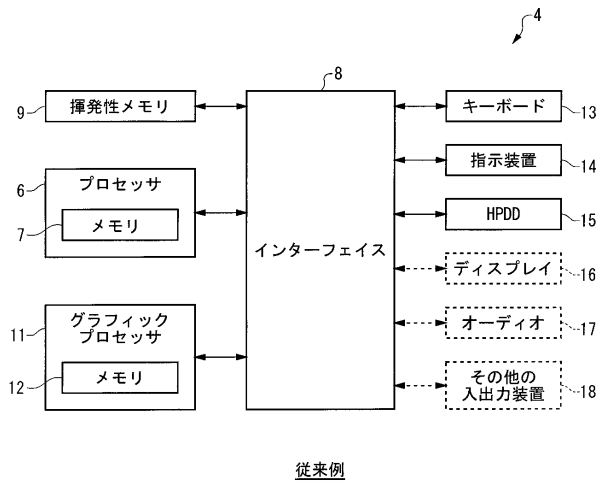 4
8
9
揮発性メモリ
キーボード
13
指示装置
14
6
プロセッサ
7
メモリ
HPDD
15
インターフェイス
ディスプレイ
16
11
グラフィック
プロセッサ
オーディオ
17
12
メモリ
その他の
入出力装置
18
従来例